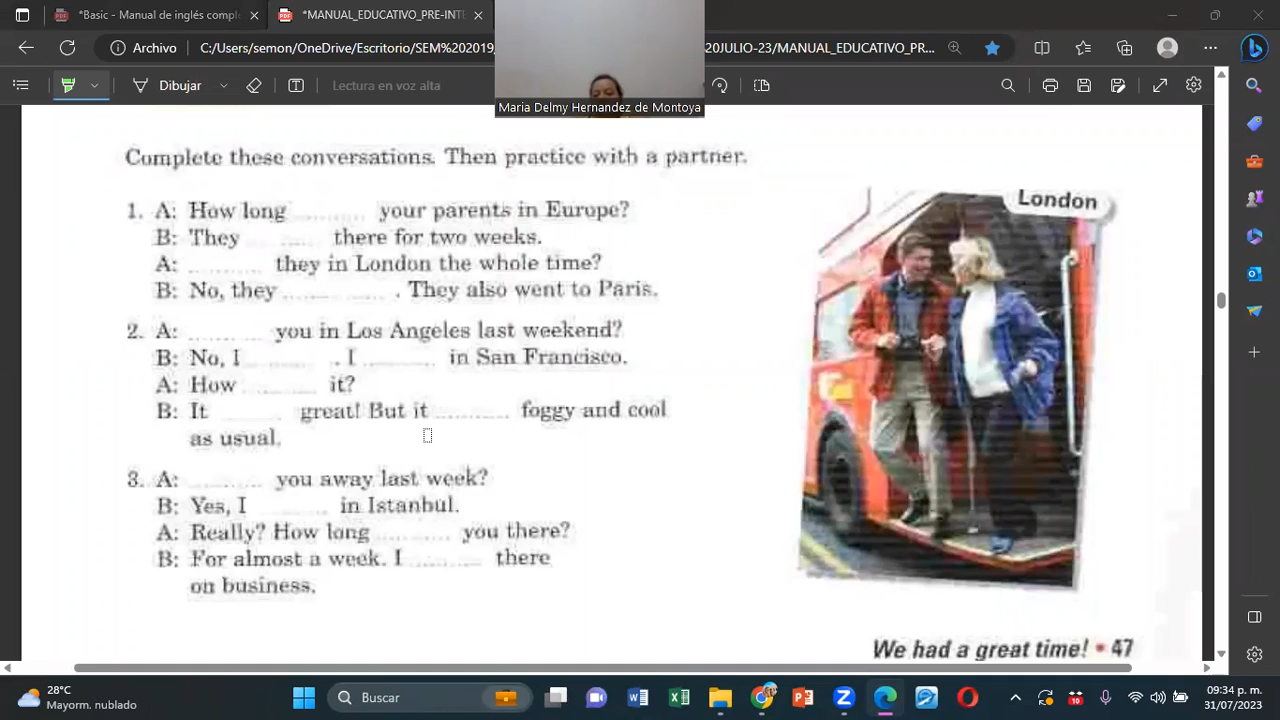 *Basic - Manual de inglés compl
*MANUAL_EDUCATIVO_PRE-INTE
Archivo
C:/Users/semon/OneDrive/Escritorio/SEM%202019/
20JULIO-23/MANUAL_EDUCATIVO_PR...
Dibujar
Lectura en voz alta
Maria Delmy Hernandez de Montoya
Complete these conversations. Then practice with a partner.
1. A: How long .......... your parents in Europe?
B: They .......... there for two weeks.
A: .......... they in London the whole time?
B: No, they .............. . They also went to Paris.
2. A: .......... you in Los Angeles last weekend?
B: No, I .......... . I .......... in San Francisco.
A: How .......... it?
B: It .......... great! But it .......... foggy and cool
as usual.
3. A: .......... you away last week?
B: Yes, I .......... in Istanbul.
A: Really? How long .......... you there?
B: For almost a week. I .......... there
on business.
London
We had a great time! • 47
28°C
Mayorm. nublado
Buscar
10
09:34 p. m.
31/07/2023